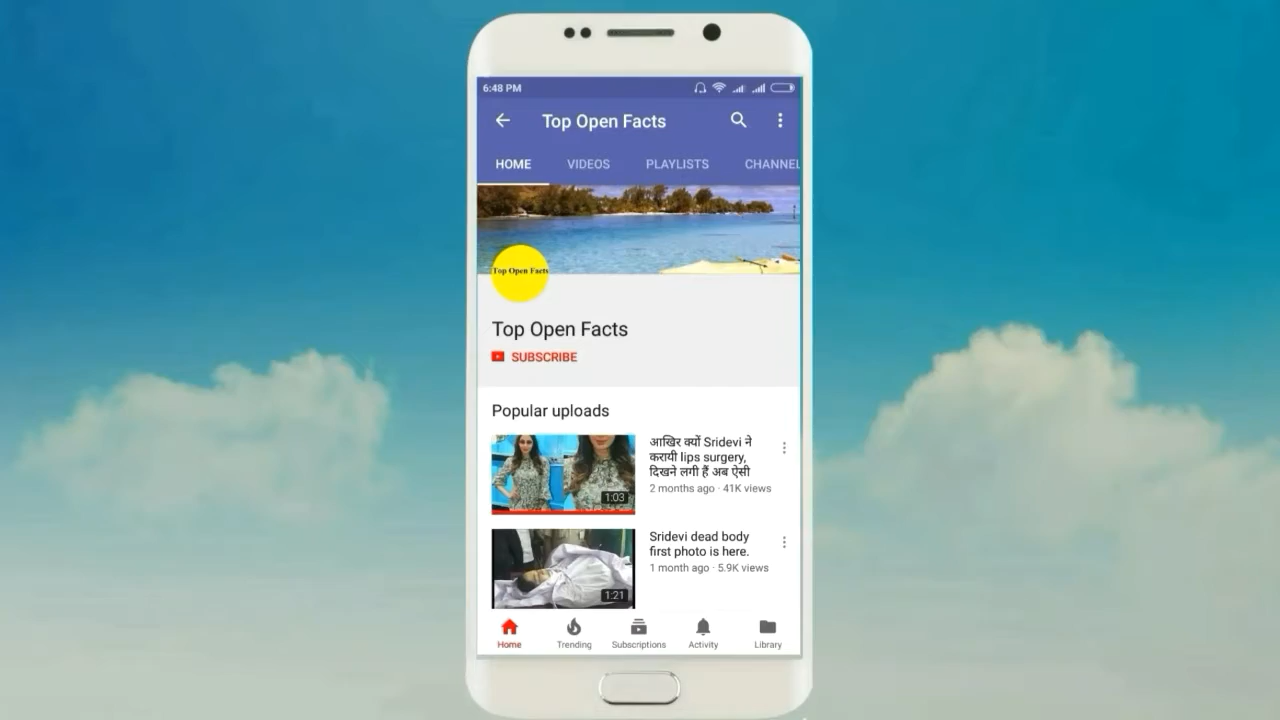 6:48 PM
Top Open Facts
HOME VIDEOS PLAYLISTS CHANNEL
Top Open Facts
Top Open Facts
SUBSCRIBE
Popular uploads
आखिर क्यों Sridevi ने
करायी lips surgery,
दिखने लगी हैं अब ऐसी
2 months ago · 41K views
1:03
Sridevi dead body
first photo is here.
1 month ago · 5.9K views
1:21
Home Trending Subscriptions Activity Library